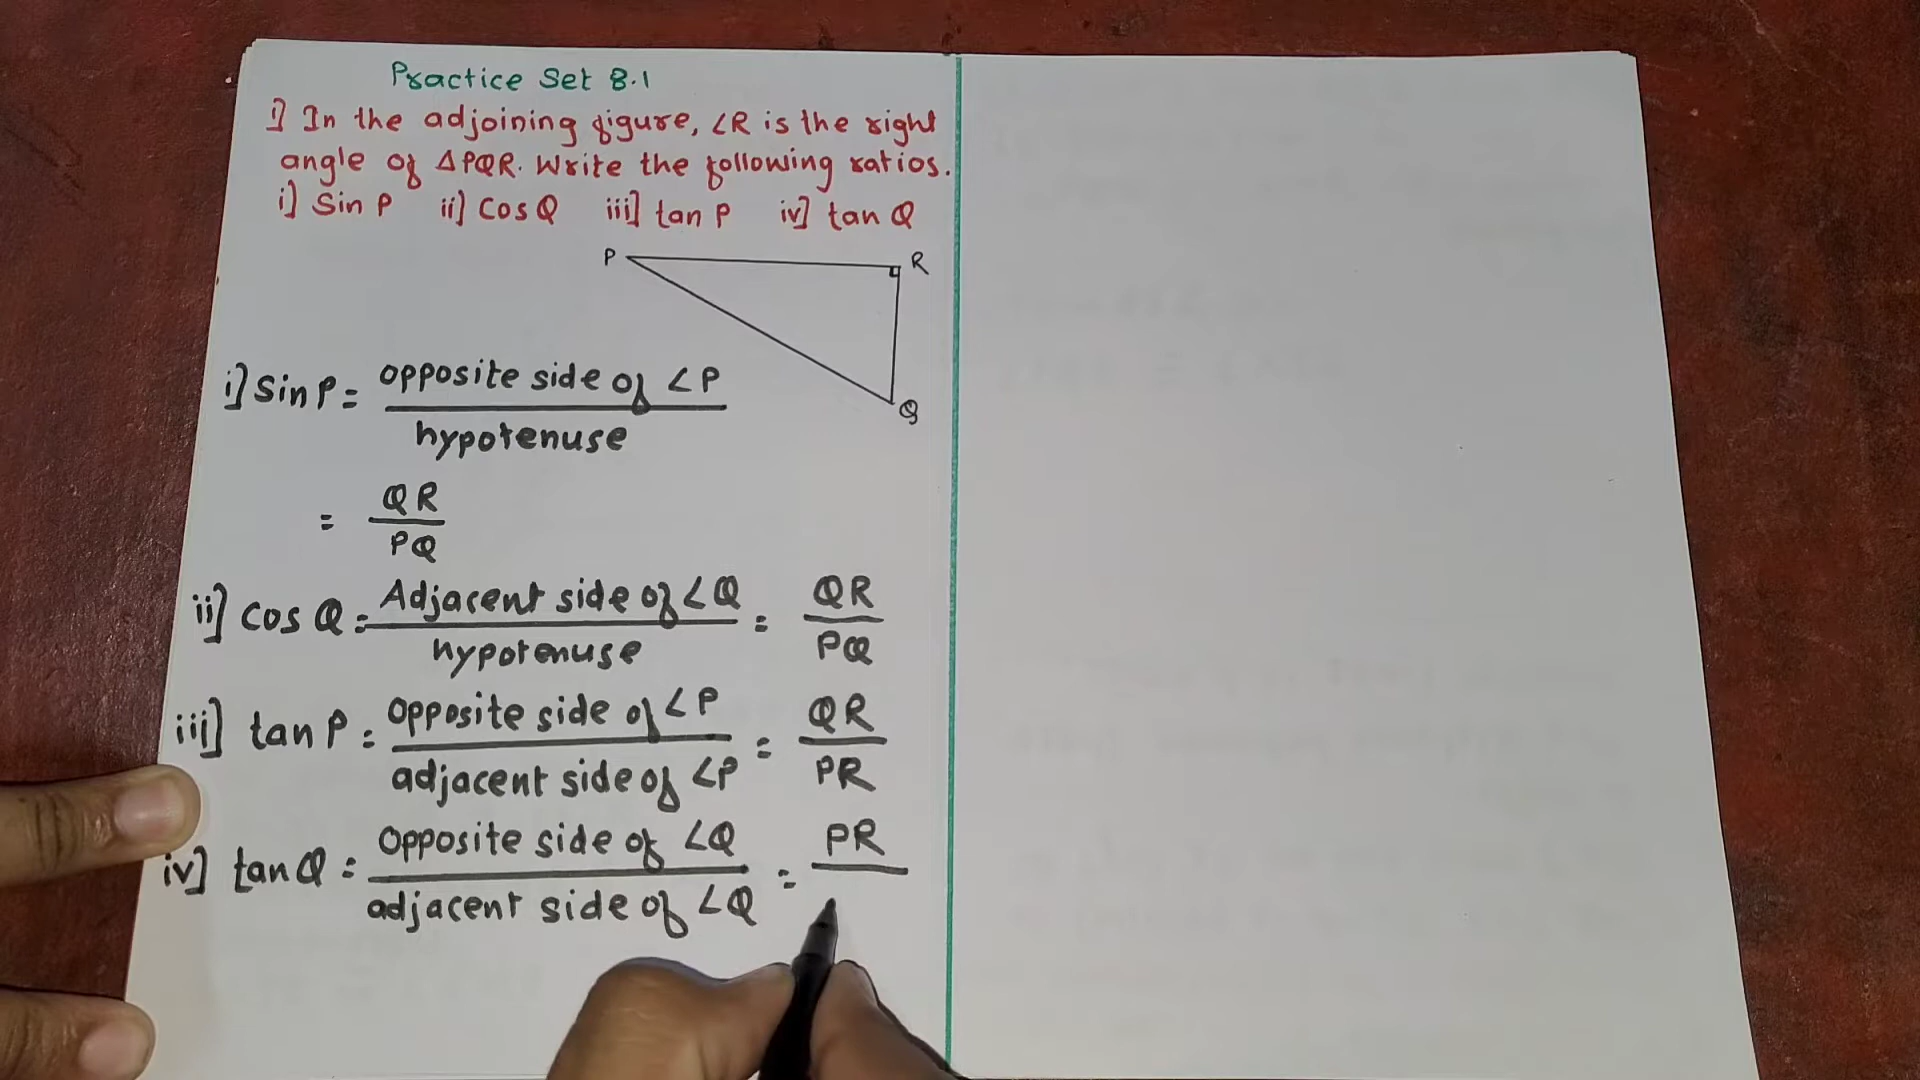 Practice Set 8.1
1] In the adjoining figure, ∠R is the right
angle of ΔPQR. Write the following ratios.
i] Sin P ii] Cos Q iii] tan P iv] tan Q
P R
Q
i] Sin P = opposite side of ∠P / hypotenuse
= QR / PQ
ii] cos Q = Adjacent side of ∠Q / hypotenuse = QR / PQ
iii] tan P = opposite side of ∠P / adjacent side of ∠P = QR / PR
iv] tan Q = opposite side of ∠Q / adjacent side of ∠Q = PR /